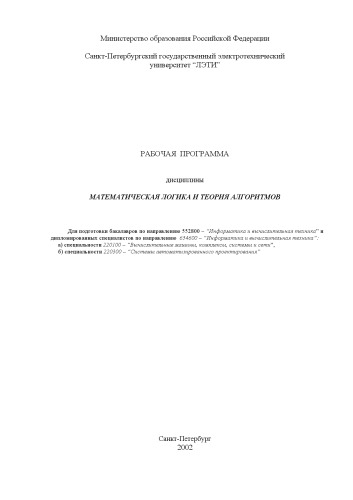 Министерство образования Российской Федерации
Санкт-Петербургский государственный электротехнический
университет “ЛЭТИ”
РАБОЧАЯ ПРОГРАММА
дисциплины
МАТЕМАТИЧЕСКАЯ ЛОГИКА И ТЕОРИЯ АЛГОРИТМОВ
Для подготовки бакалавров по направлению 552800 – “Информатика и вычислительная техника” и
дипломированных специалистов по направлению 654600 – “Информатика и вычислительная техника”:
а) специальности 220100 – “Вычислительные машины, комплексы, системы и сети”,
б) специальности 220300 – “Системы автоматизированного проектирования”
Санкт-Петербург
2002